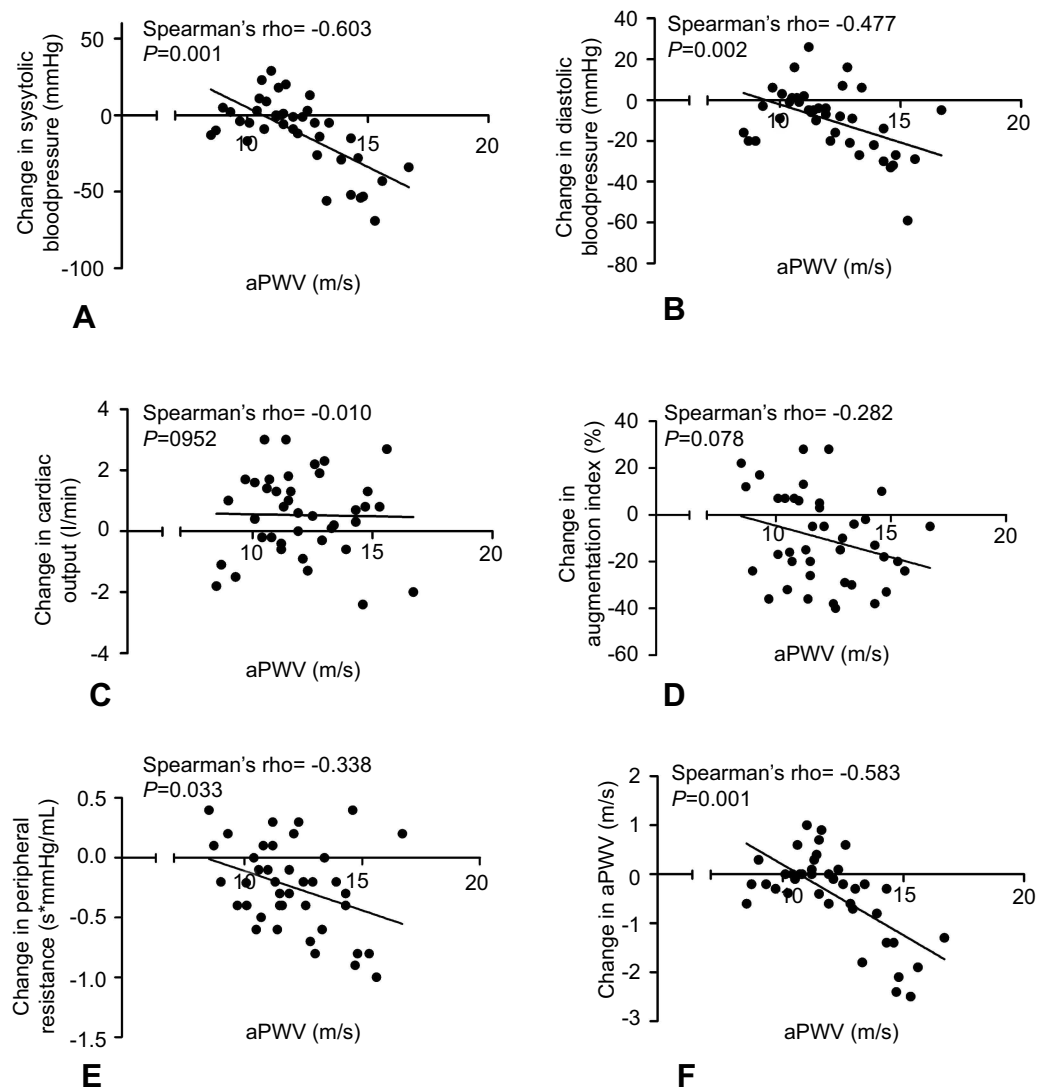 Spearman's rho= -0.603
P=0.001
Change in sysytolic
bloodpressure (mmHg)
50
0
-50
-100
10
15
20
aPWV (m/s)
A
Spearman's rho= -0.477
P=0.002
Change in diastolic
bloodpressure (mmHg)
40
20
0
-20
-40
-60
-80
10
15
20
aPWV (m/s)
B
Spearman's rho= -0.010
P=0952
Change in cardiac
output (l/min)
4
2
0
-2
-4
10
15
20
aPWV (m/s)
C
Spearman's rho= -0.282
P=0.078
Change in
augmentation index (%)
40
20
0
-20
-40
-60
10
15
20
aPWV (m/s)
D
Spearman's rho= -0.338
P=0.033
Change in peripheral
resistance (s*mmHg/mL)
0.5
0.0
-0.5
-1.0
-1.5
10
15
20
aPWV (m/s)
E
Spearman's rho= -0.583
P=0.001
Change in aPWV (m/s)
2
1
0
-1
-2
-3
10
15
20
aPWV (m/s)
F